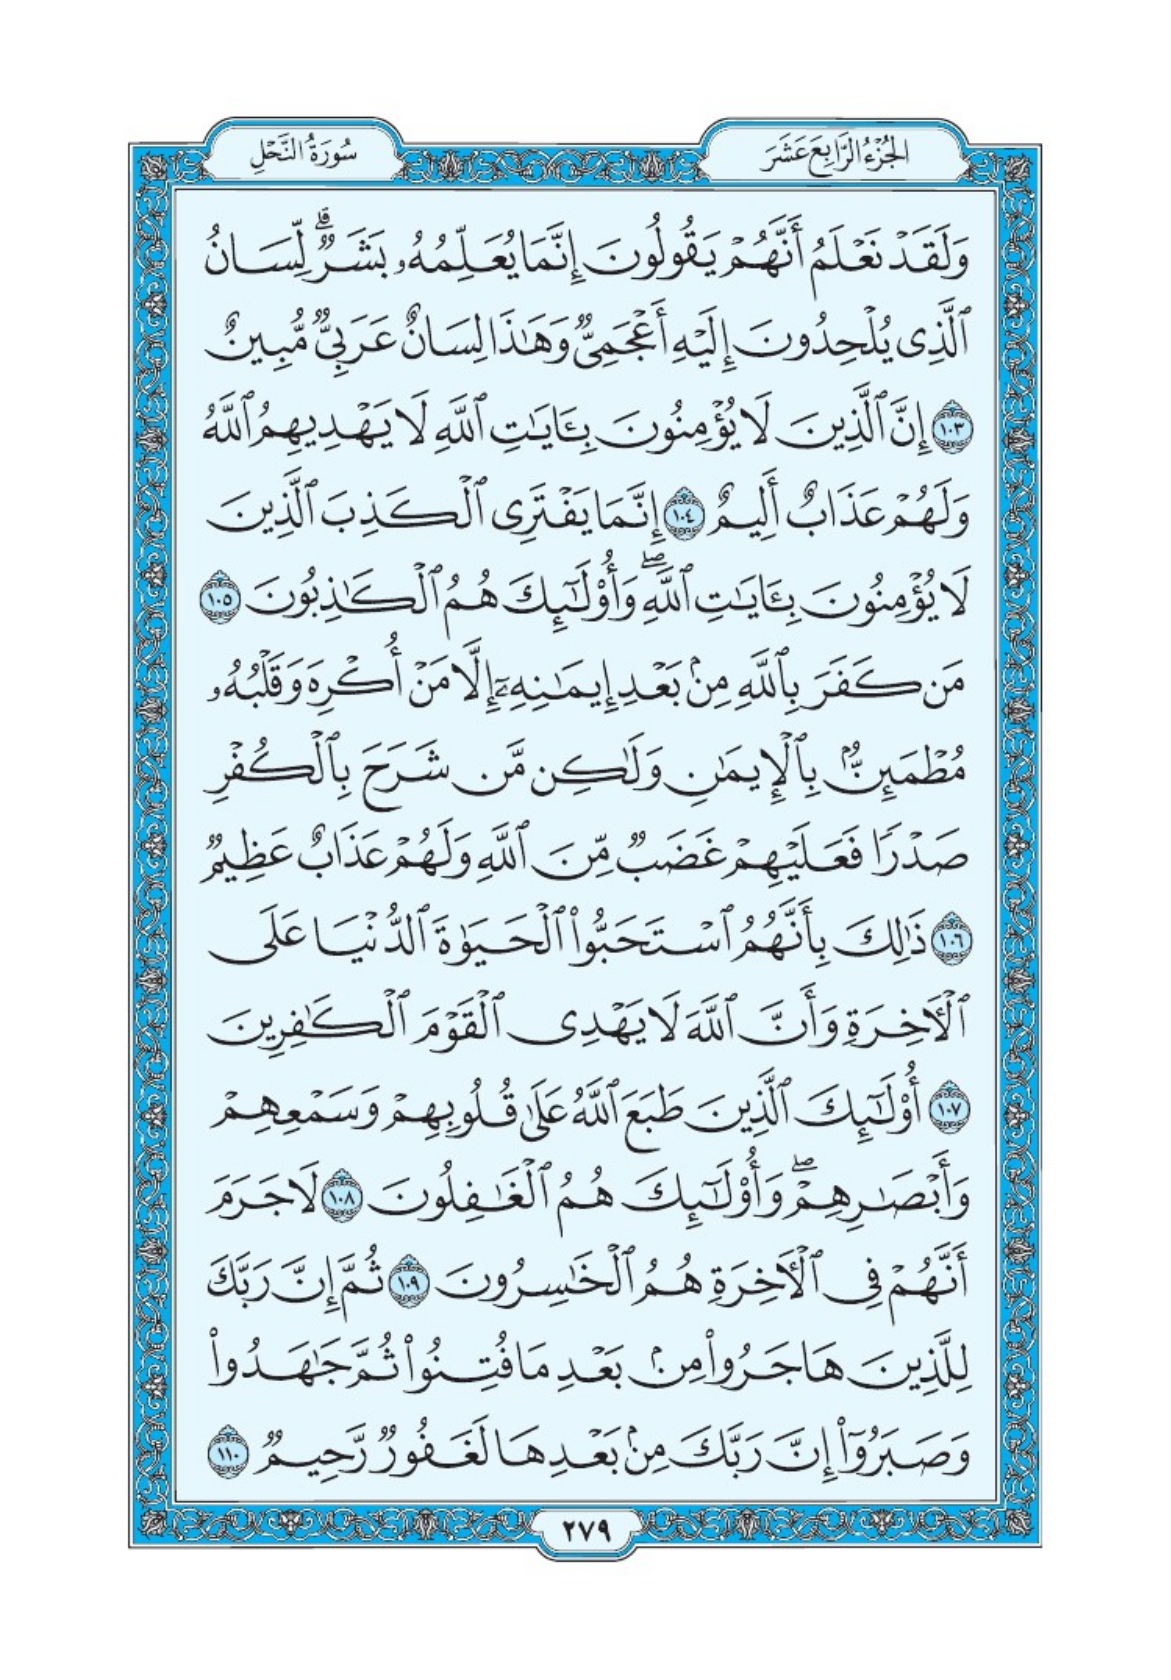 الجُزْءُ الرَّابِعَ عَشَرَ
سُورَةُ النَّحْلِ
وَلَقَدۡ نَعۡلَمُ أَنَّهُمۡ يَقُولُونَ إِنَّمَا يُعَلِّمُهُۥ بَشَرٞۗ لِّسَانُ
ٱلَّذِي يُلۡحِدُونَ إِلَيۡهِ أَعۡجَمِيّٞ وَهَٰذَا لِسَانٌ عَرَبِيّٞ مُّبِينٌ
١٠٣ إِنَّ ٱلَّذِينَ لَا يُؤۡمِنُونَ بِـَٔايَٰتِ ٱللَّهِ لَا يَهۡدِيهِمُ ٱللَّهُ
وَلَهُمۡ عَذَابٌ أَلِيمٌ ١٠٤ إِنَّمَا يَفۡتَرِي ٱلۡكَذِبَ ٱلَّذِينَ
لَا يُؤۡمِنُونَ بِـَٔايَٰتِ ٱللَّهِۖ وَأُوْلَٰٓئِكَ هُمُ ٱلۡكَٰذِبُونَ ١٠٥
مَن كَفَرَ بِٱللَّهِ مِنۢ بَعۡدِ إِيمَٰنِهِۦٓ إِلَّا مَنۡ أُكۡرِهَ وَقَلۡبُهُۥ
مُطۡمَئِنُّۢ بِٱلۡإِيمَٰنِ وَلَٰكِن مَّن شَرَحَ بِٱلۡكُفۡرِ
صَدۡرٗا فَعَلَيۡهِمۡ غَضَبٞ مِّنَ ٱللَّهِ وَلَهُمۡ عَذَابٌ عَظِيمٞ
١٠٦ ذَٰلِكَ بِأَنَّهُمُ ٱسۡتَحَبُّواْ ٱلۡحَيَوٰةَ ٱلدُّنۡيَا عَلَى
ٱلۡأٓخِرَةِ وَأَنَّ ٱللَّهَ لَا يَهۡدِي ٱلۡقَوۡمَ ٱلۡكَٰفِرِينَ
١٠٧ أُوْلَٰٓئِكَ ٱلَّذِينَ طَبَعَ ٱللَّهُ عَلَىٰ قُلُوبِهِمۡ وَسَمۡعِهِمۡ
وَأَبۡصَٰرِهِمۡۖ وَأُوْلَٰٓئِكَ هُمُ ٱلۡغَٰفِلُونَ ١٠٨ لَا جَرَمَ
أَنَّهُمۡ فِي ٱلۡأٓخِرَةِ هُمُ ٱلۡخَٰسِرُونَ ١٠٩ ثُمَّ إِنَّ رَبَّكَ
لِلَّذِينَ هَاجَرُواْ مِنۢ بَعۡدِ مَا فُتِنُواْ ثُمَّ جَٰهَدُواْ
وَصَبَرُوٓاْ إِنَّ رَبَّكَ مِنۢ بَعۡدِهَا لَغَفُورٞ رَّحِيمٞ ١١٠
٢٧٩